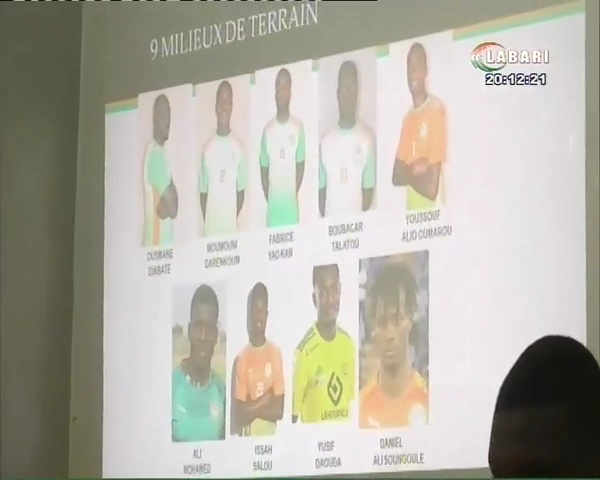 9 MILIEUX DE TERRAIN
LABARI
20:12:21
OUSMANE
DIABATE
MOUMOUNI
DARENKOUM
FABRICE
YAO KAN
BOUBACAR
TALATOU
YOUSSOUF
ALIO OUMAROU
ALI
MOHAMED
ISSAH
SALOU
YUSIF
DAOUDA
DANIEL
ALI SOUNGOULE